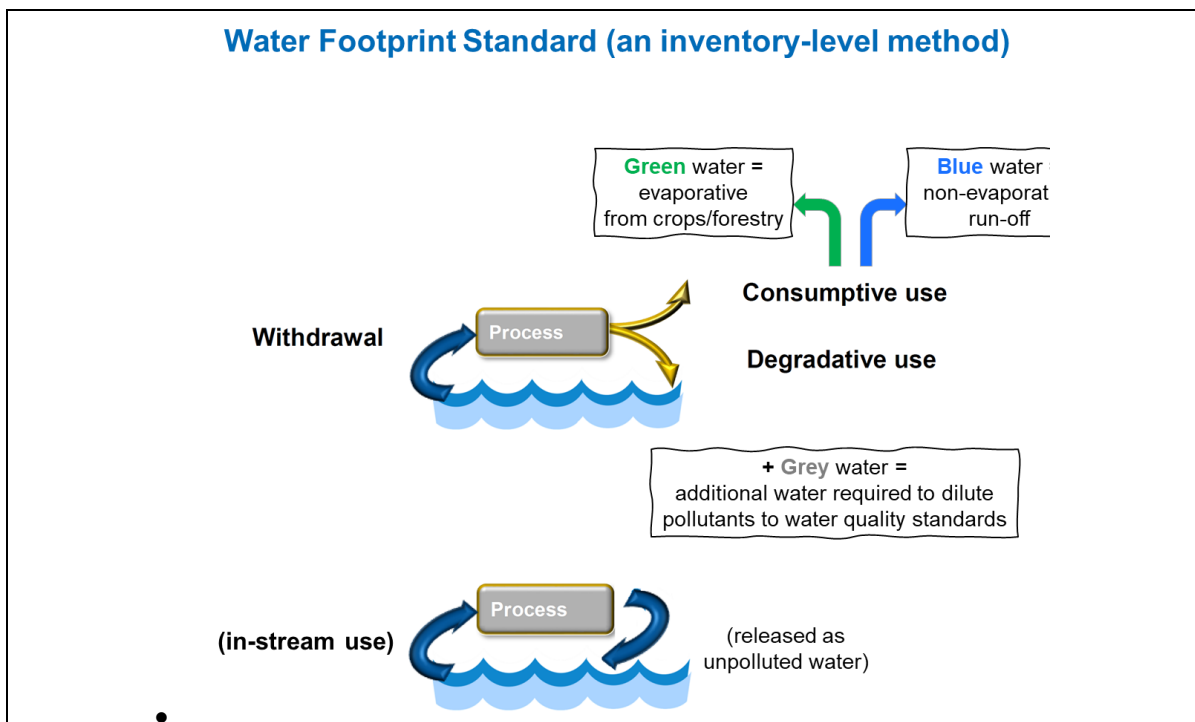 Water Footprint Standard (an inventory-level method)
Green water =
evaporative
from crops/forestry
Blue water
non-evaporati
run-off
Consumptive use
Withdrawal
Process
Degradative use
+ Grey water =
additional water required to dilute
pollutants to water quality standards
Process
(in-stream use)
(released as
unpolluted water)